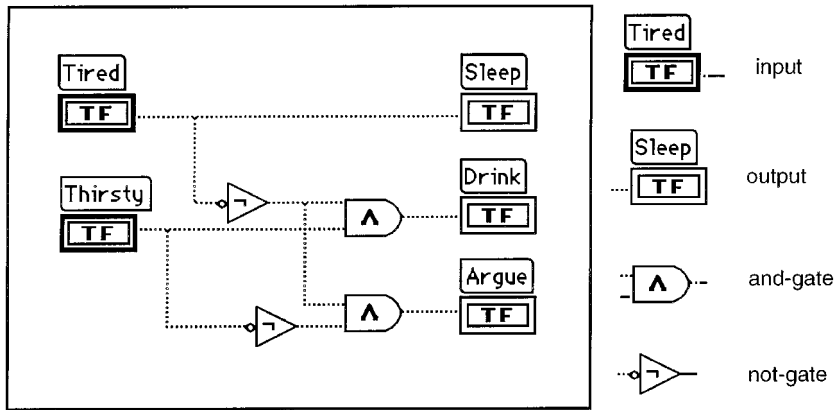 Tired
TF
Sleep
TF
Thirsty
TF
¬
∧
Drink
TF
¬
∧
Argue
TF
Tired
TF
input
Sleep
TF
output
∧
and-gate
¬
not-gate